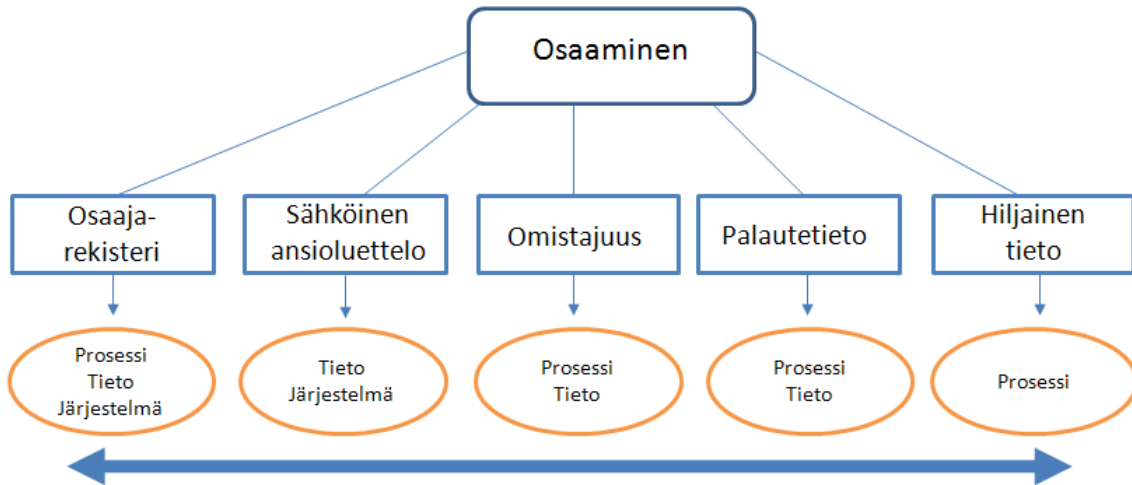 Osaaminen
Osaaja-
rekisteri
Sähköinen
ansioluettelo
Omistajuus
Palautetieto
Hiljainen
tieto
Prosessi
Tieto
Järjestelmä
Tieto
Järjestelmä
Prosessi
Tieto
Prosessi
Tieto
Prosessi